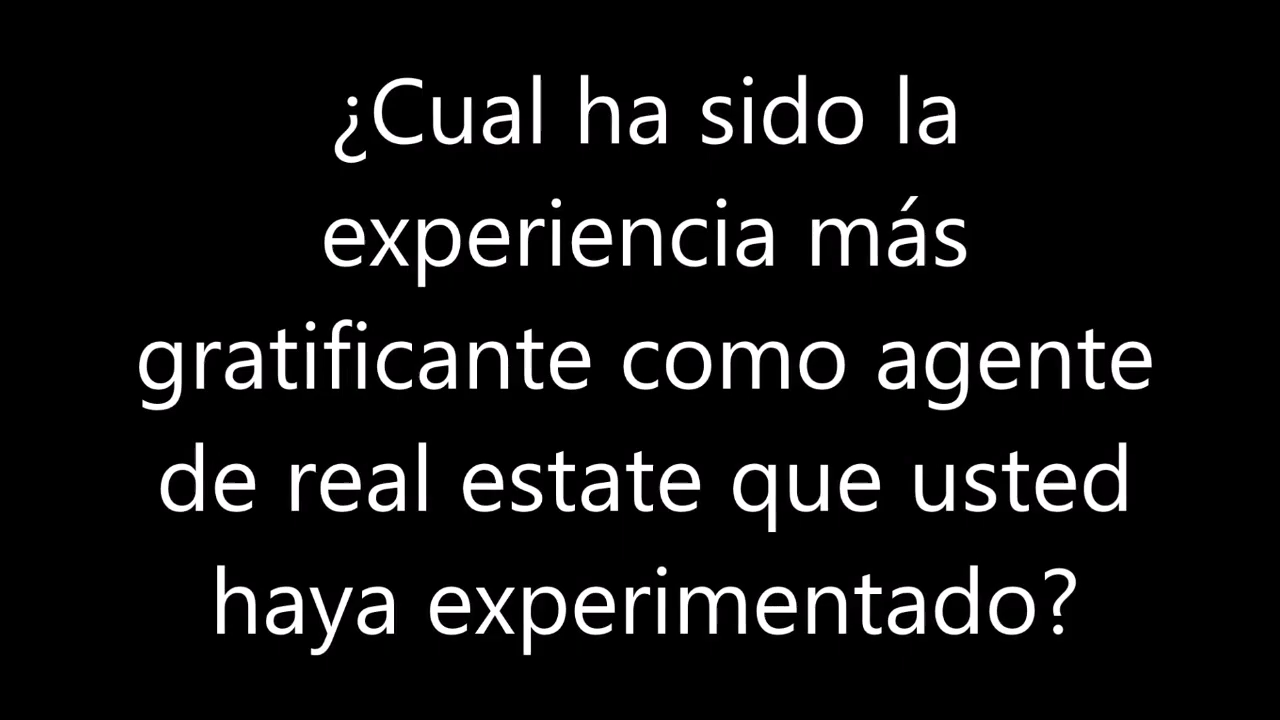 ¿Cual ha sido la
experiencia más
gratificante como agente
de real estate que usted
haya experimentado?